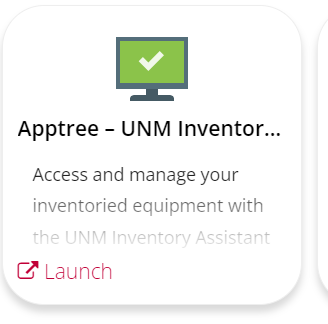 Apptree – UNM Inventor...
Access and manage your
inventoried equipment with
the UNM Inventory Assistant
Launch